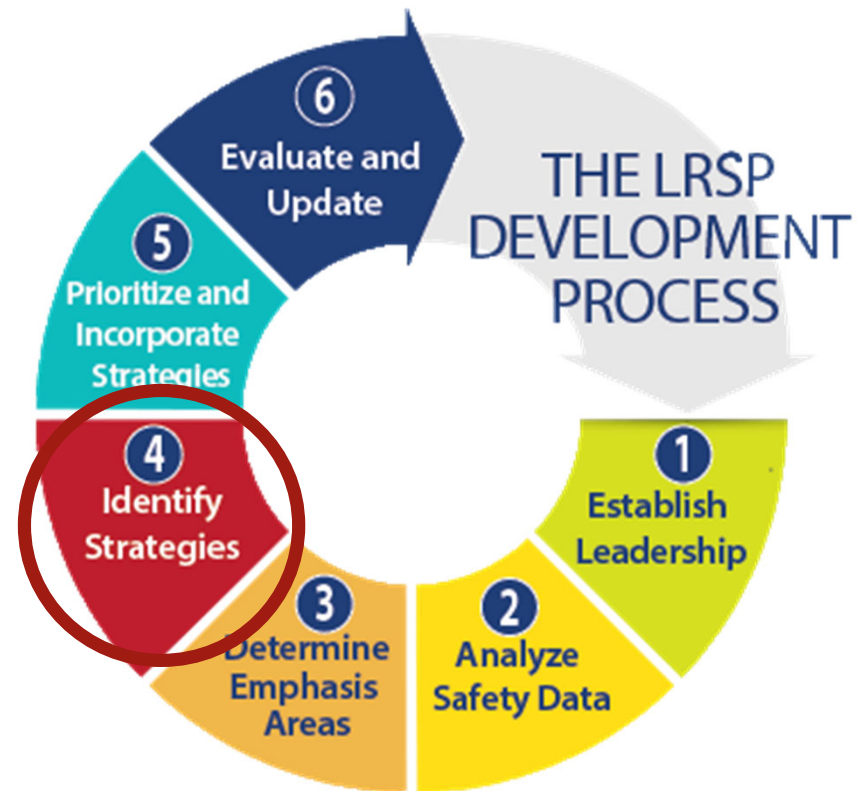 THE LRSP
DEVELOPMENT
PROCESS
1
Establish
Leadership
2
Analyze
Safety Data
3
Determine
Emphasis
Areas
4
Identify
Strategies
5
Prioritize and
Incorporate
Strategies
6
Evaluate and
Update